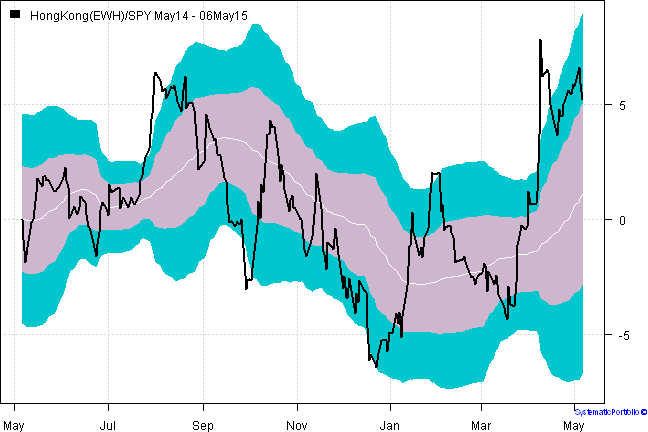 HongKong(EWH)/SPY May14 - 06May15
5
0
-5
May Jul Sep Nov Jan Mar May
SystematicPortfolio ©